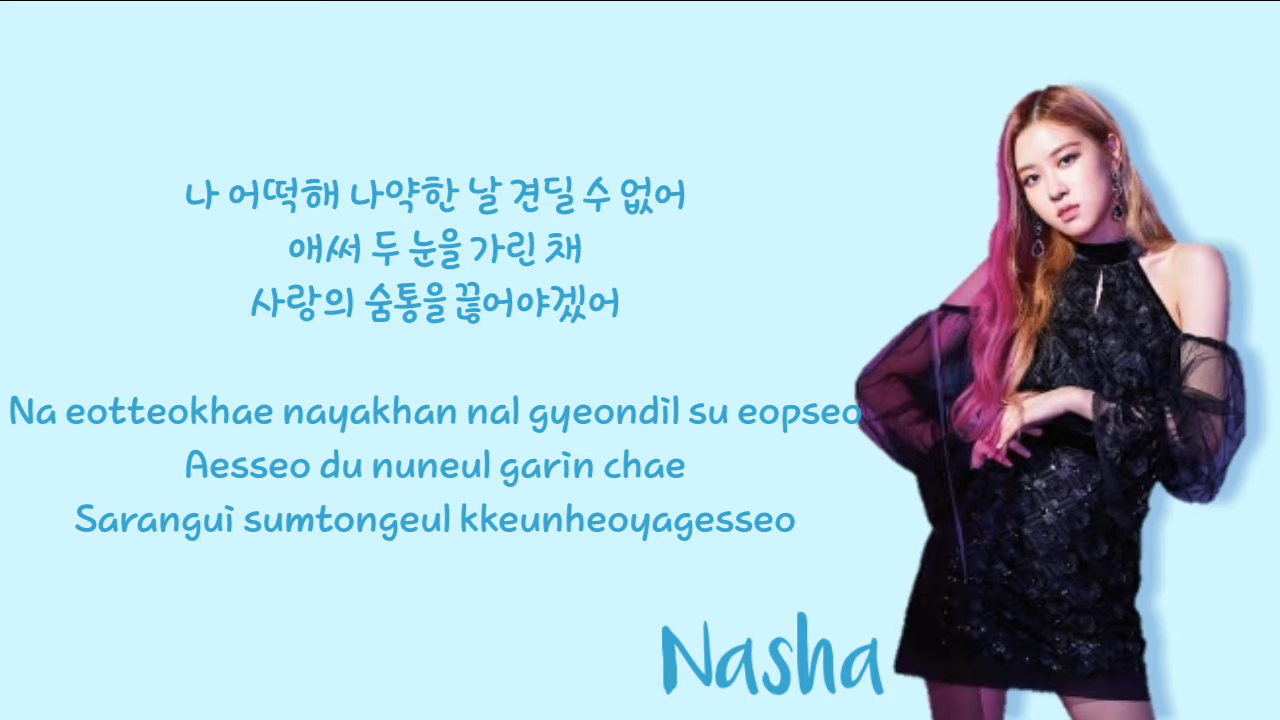 나 어떡해 나약한 날 견딜 수 없어
애써 두 눈을 가린 채
사랑의 숨통을 끊어야겠어
Na eotteokhae nayakhan nal gyeondil su eopseo
Aesseo du nuneul garin chae
Sarangui sumtongeul kkeunheoyagesseo
Nasha